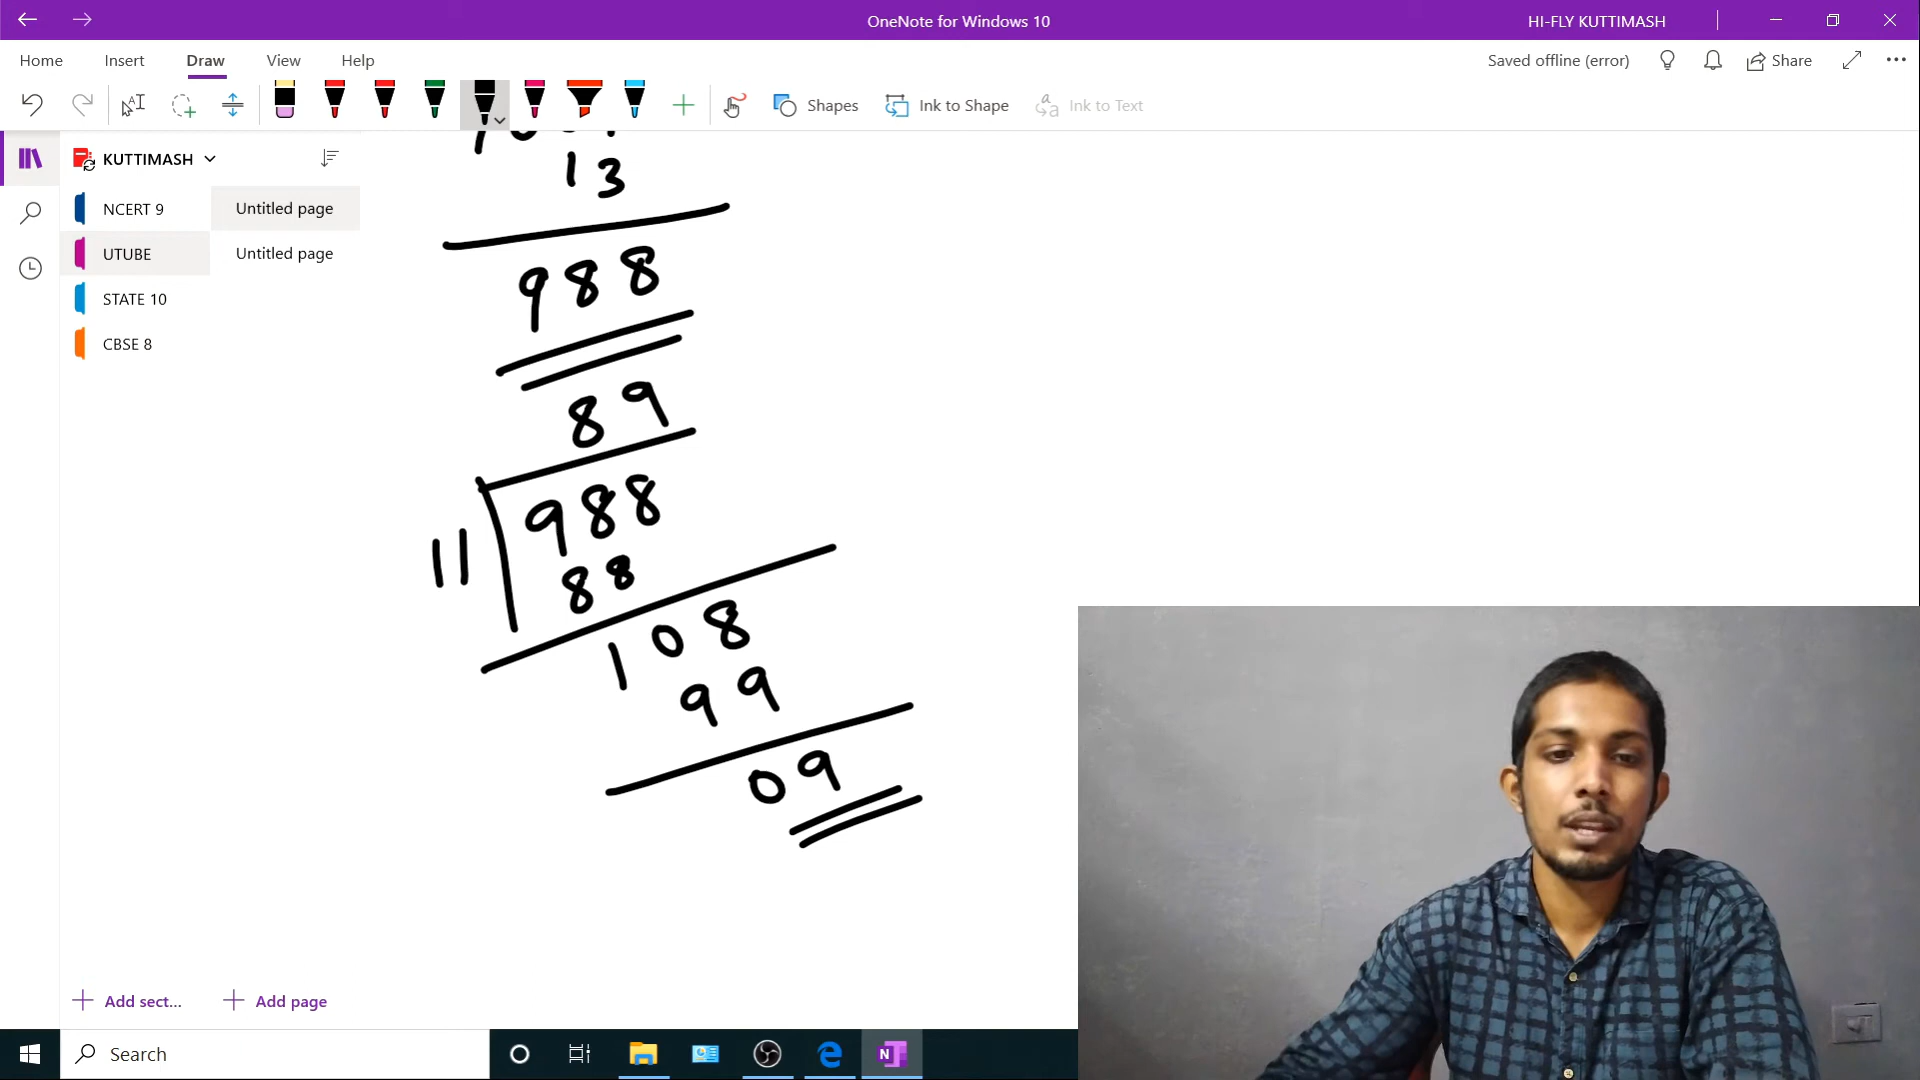 OneNote for Windows 10
HI-FLY KUTTIMASH
Home Insert Draw View Help
Saved offline (error)
Share
Shapes
Ink to Shape
Ink to Text
KUTTIMASH
NCERT 9
UTUBE
STATE 10
CBSE 8
Untitled page
Untitled page
13
988
89
11 988
88
108
99
09
Add sect...
Add page
Search